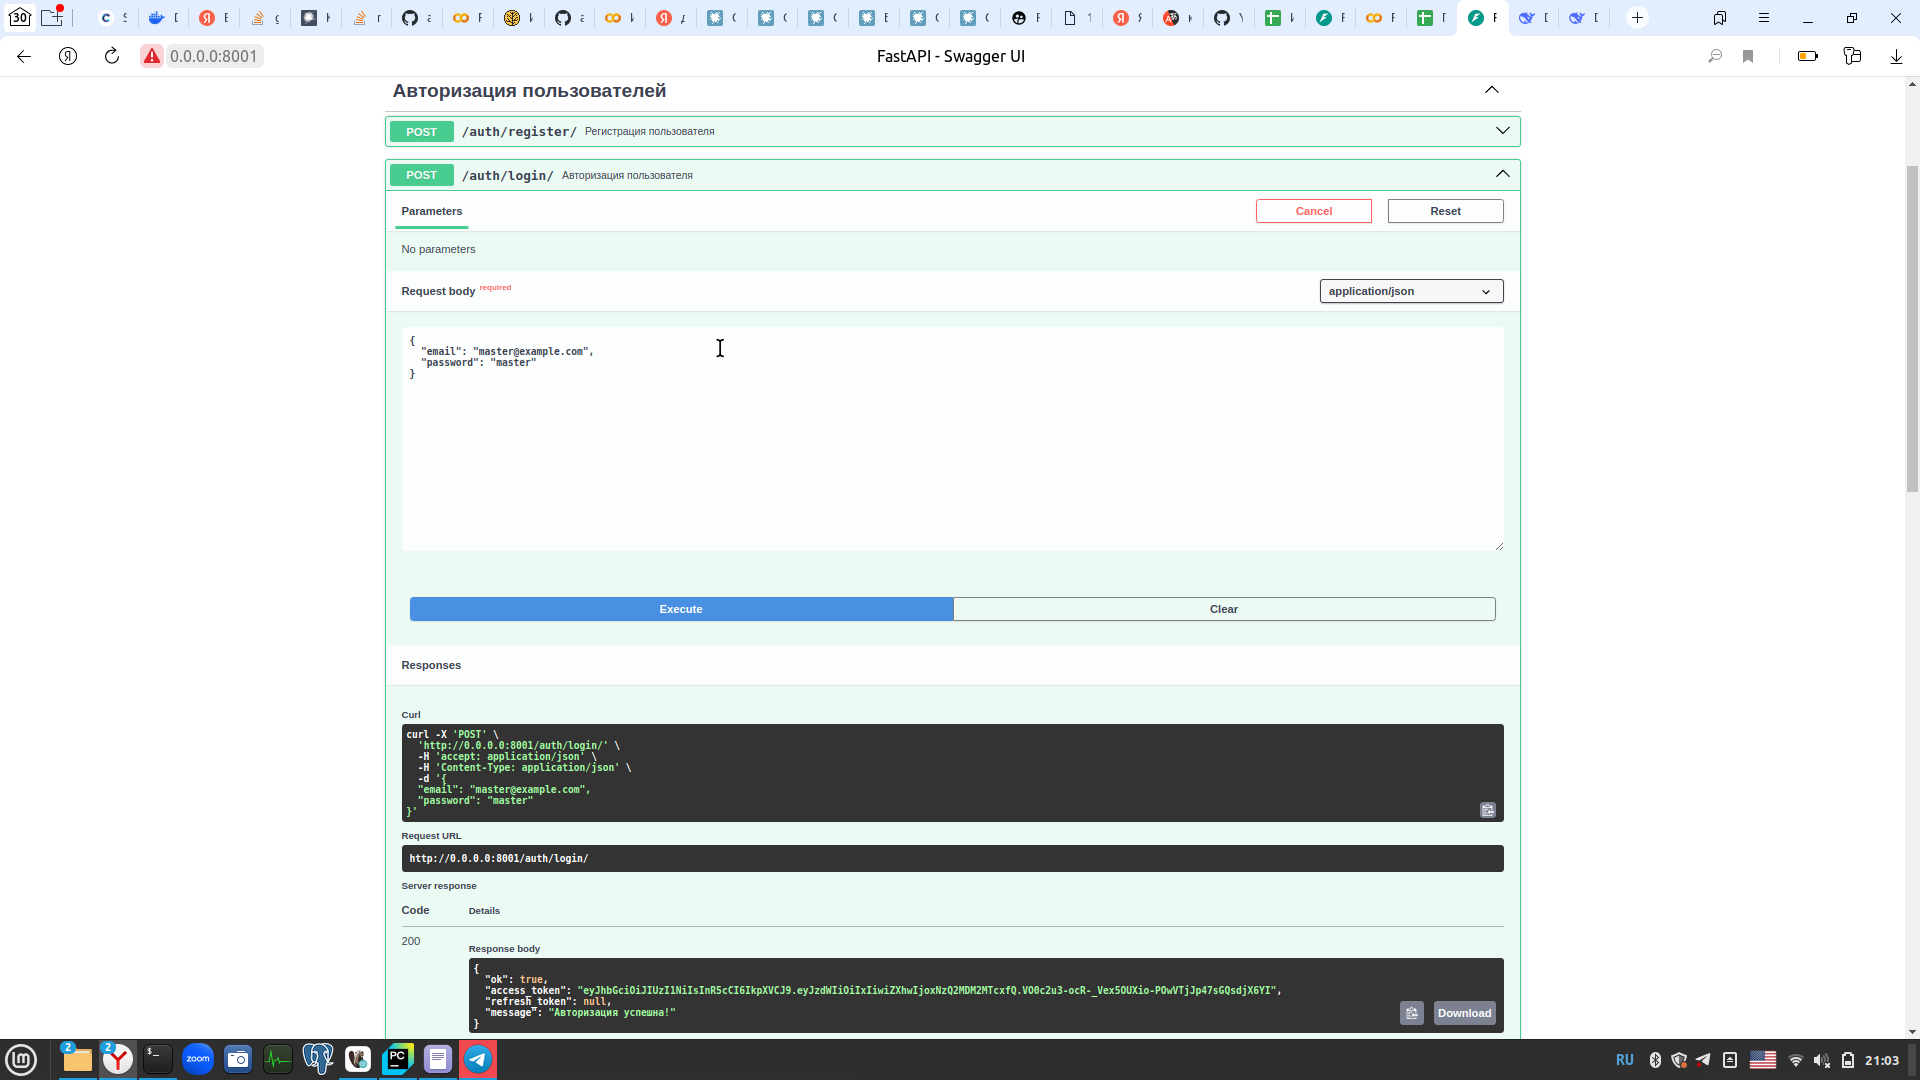 30
0.0.0.0:8001
FastAPI - Swagger UI
Авторизация пользователей
POST /auth/register/ Регистрация пользователя
POST /auth/login/ Авторизация пользователя
Parameters
Cancel
Reset
No parameters
Request body required
application/json
{
"email": "master@example.com",
"password": "master"
}
Execute
Clear
Responses
Curl
curl -X 'POST' \
'http://0.0.0.0:8001/auth/login/' \
-H 'accept: application/json' \
-H 'Content-Type: application/json' \
-d '{
"email": "master@example.com",
"password": "master"
}'
Request URL
http://0.0.0.0:8001/auth/login/
Server response
Code Details
200
Response body
{
"ok": true,
"access_token": "eyJhbGciOiJIUzI1NiIsInR5cCI6IkpXVCJ9.eyJzdWIiOiIxIiwiZXhwIjoxNzQ2MDM2MTcxfQ.VO0c2u3-ocR-_Vex5OUXio-POwVTjJp47sGQsdjX6YI",
"refresh_token": null,
"message": "Авторизация успешна!"
}
Download
2
2
zoom
PC
RU
21:03